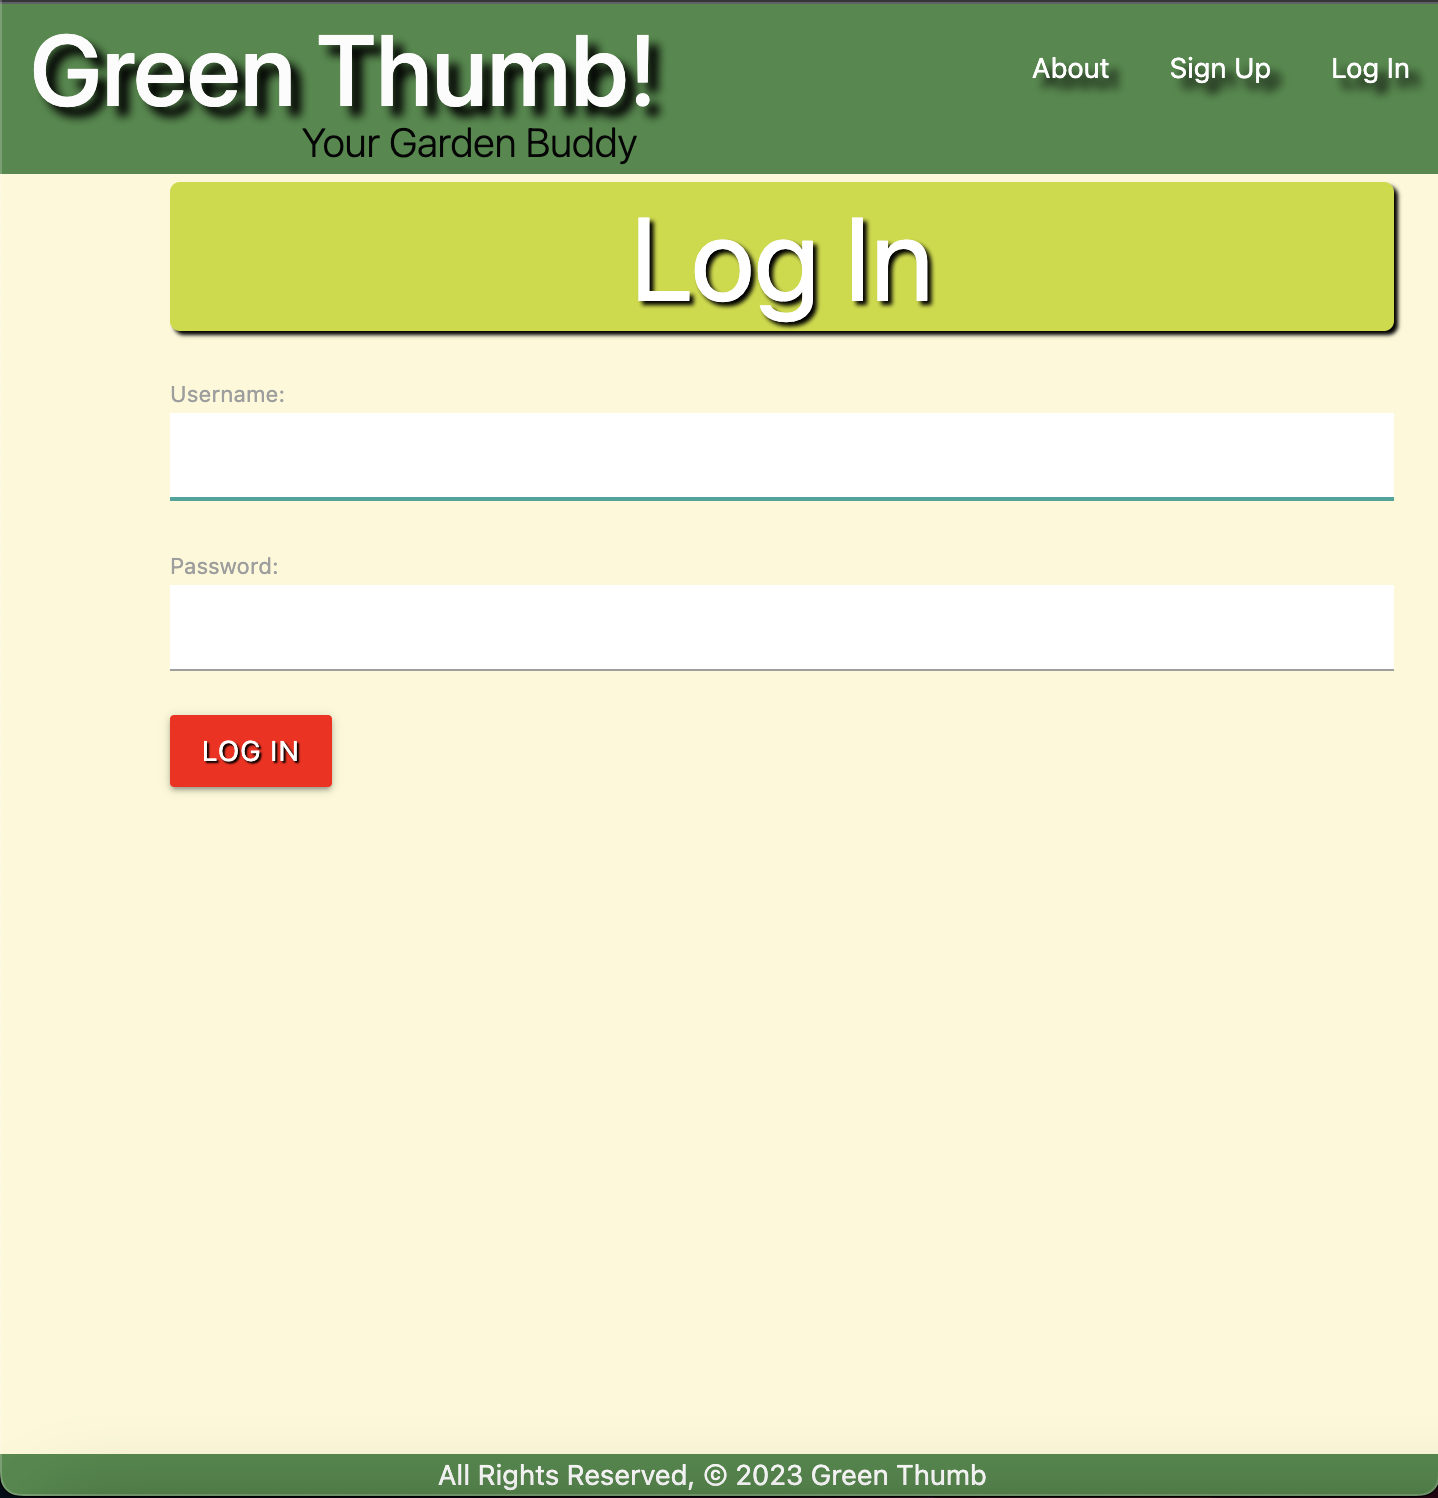 Green Thumb!
Your Garden Buddy
About Sign Up Log In
Log In
Username:
Password:
LOG IN
All Rights Reserved, © 2023 Green Thumb